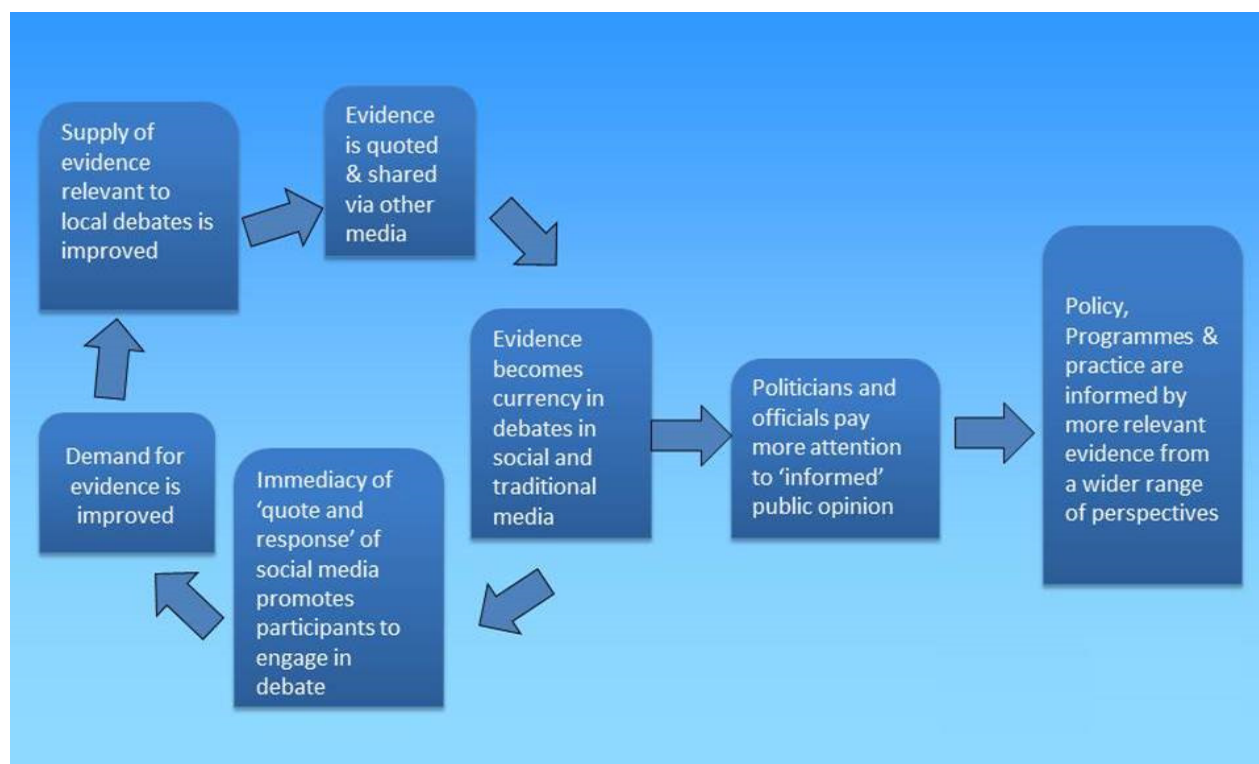 Supply of
evidence
relevant to
local debates is
improved
Evidence
is quoted
& shared
via other
media
Evidence
becomes
currency in
debates in
social and
traditional
media
Politicians and
officials pay
more attention
to ‘informed’
public opinion
Policy,
Programmes &
practice are
informed by
more relevant
evidence from
a wider range
of perspectives
Immediacy of
‘quote and
response’ of
social media
promotes
participants to
engage in
debate
Demand for
evidence is
improved